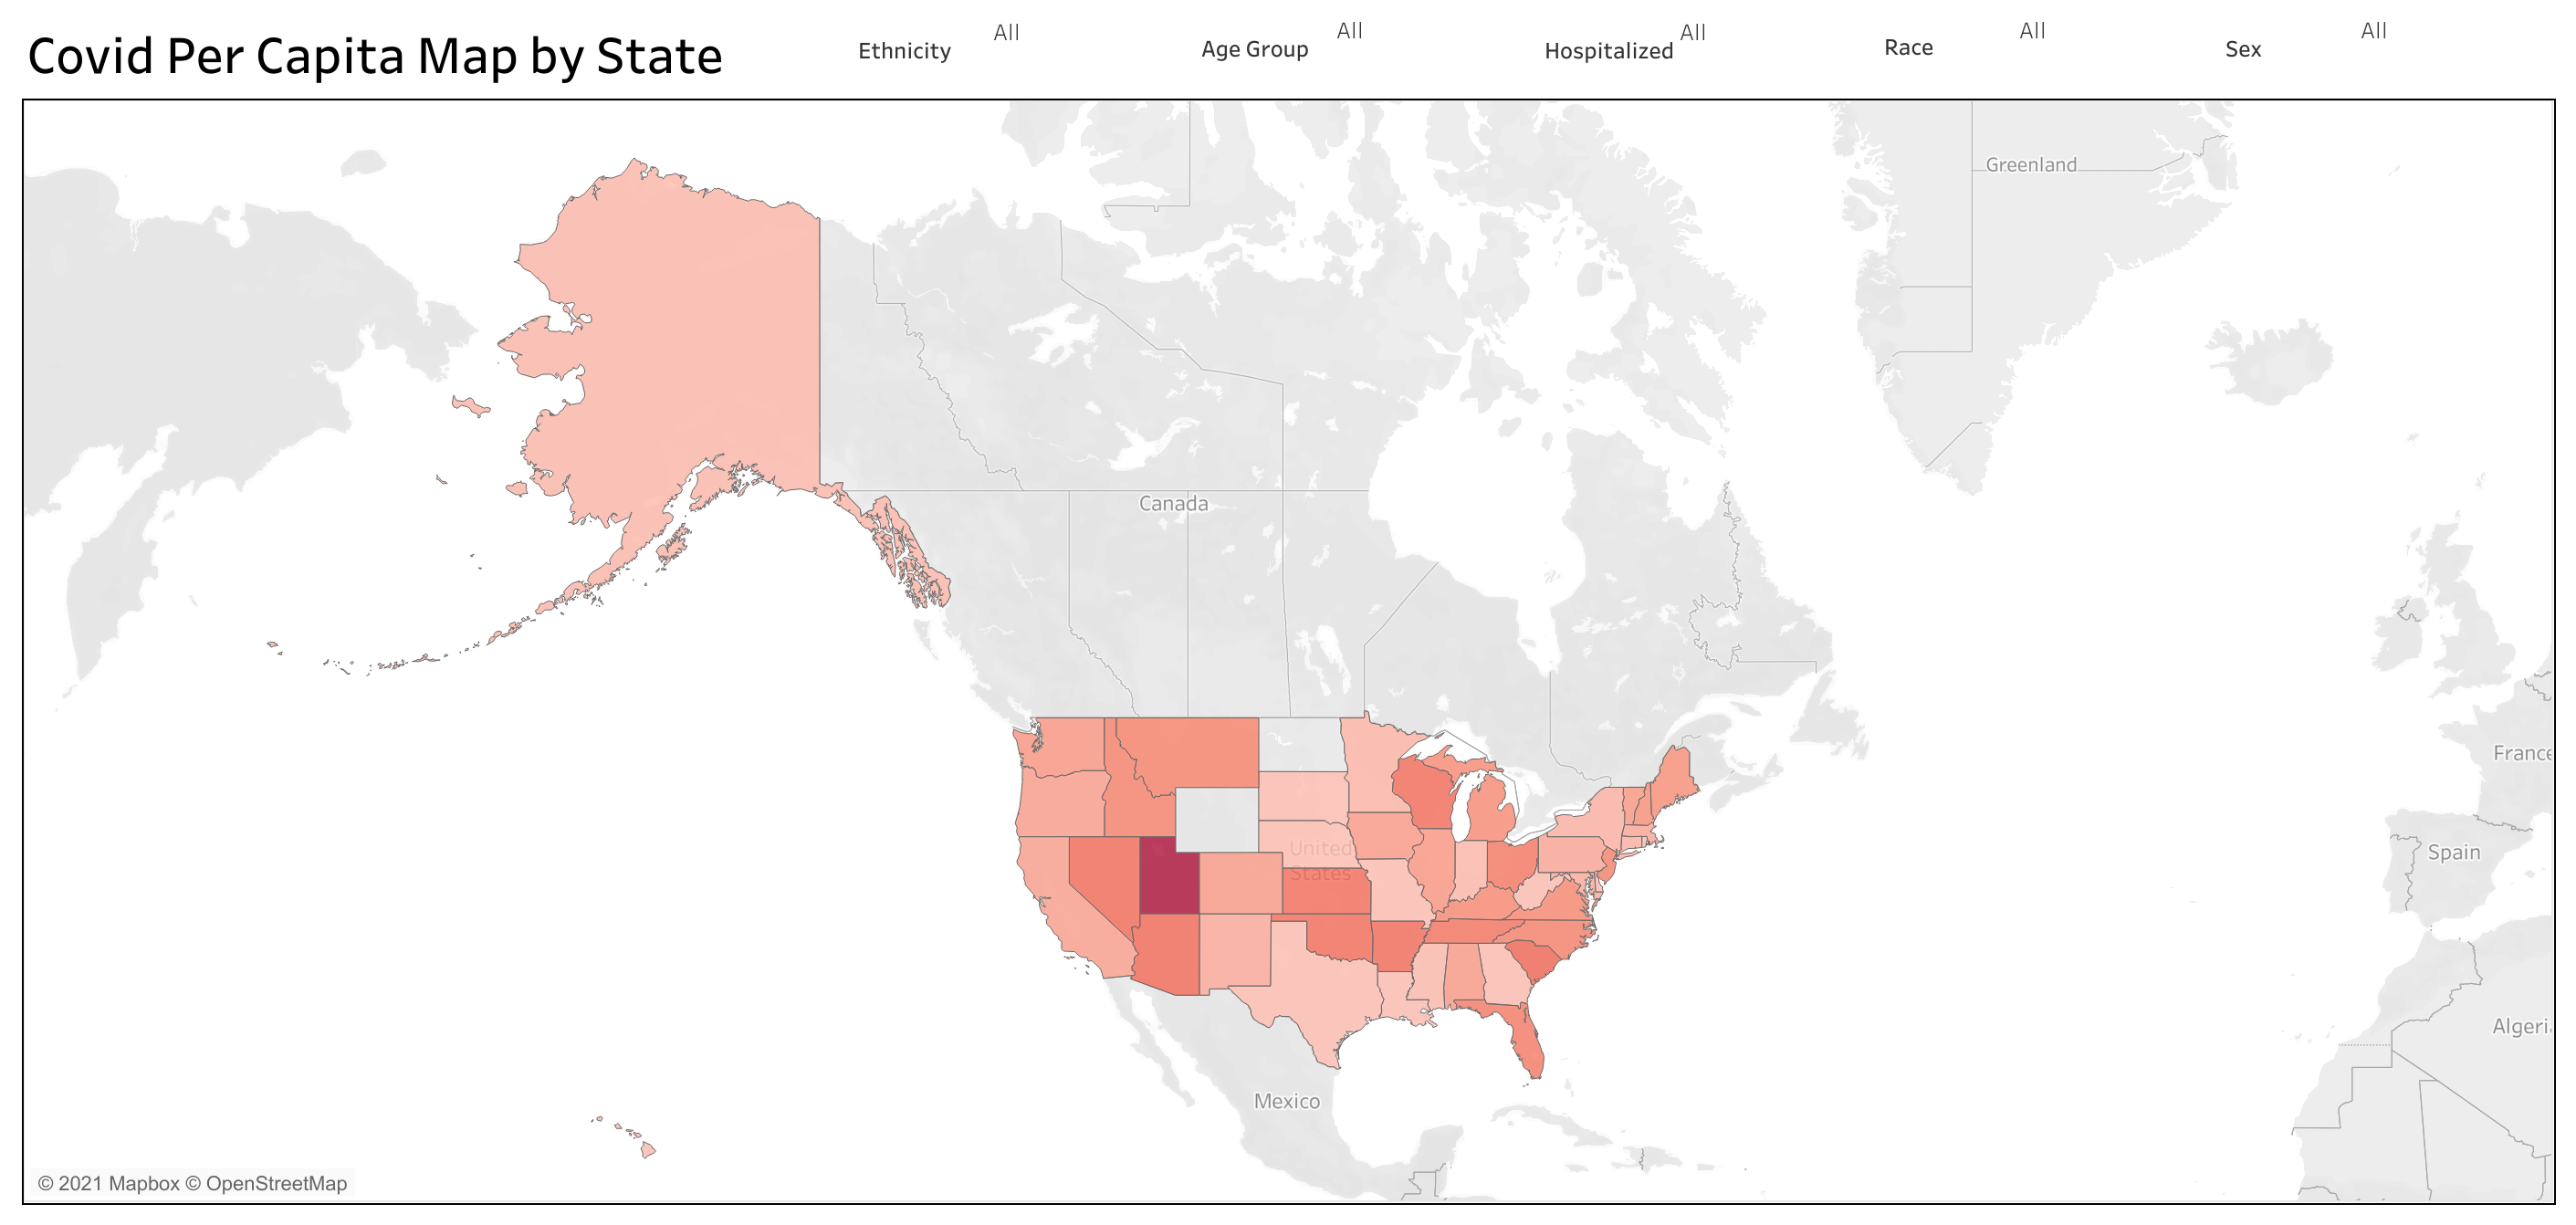 Covid Per Capita Map by State
Ethnicity
All
Age Group
All
Hospitalized
All
Race
All
Sex
All
Greenland
Canada
France
United
States
Spain
Algeri
Mexico
© 2021 Mapbox © OpenStreetMap